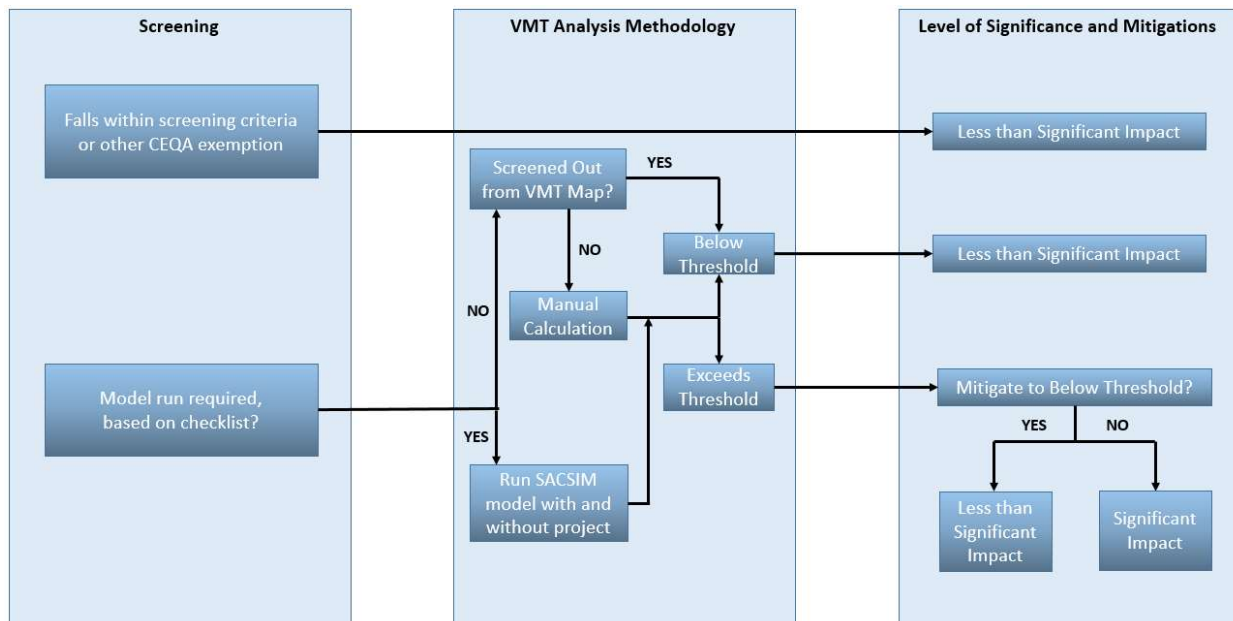 Screening
Falls within screening criteria
or other CEQA exemption
Model run required,
based on checklist?
VMT Analysis Methodology
Screened Out
from VMT Map?
YES
NO
Below
Threshold
Manual
Calculation
NO
Exceeds
Threshold
YES
Run SACSIM
model with and
without project
Level of Significance and Mitigations
Less than Significant Impact
Less than Significant Impact
Mitigate to Below Threshold?
YES
NO
Less than
Significant
Impact
Significant
Impact